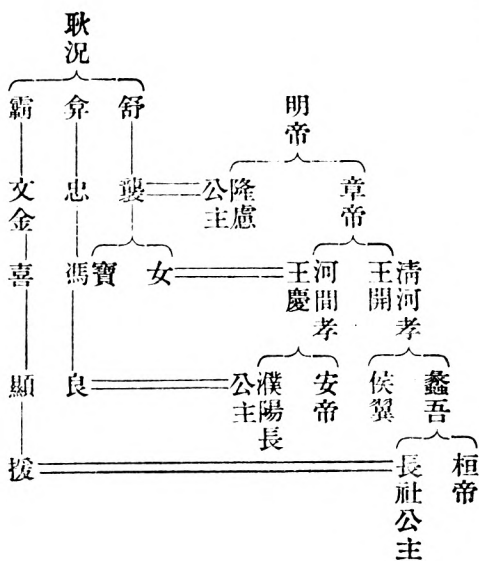 耿況
舒
弇
霸
明帝
章帝
隆慮
公主
襲
忠
文金
清河孝
王開
河間孝
王慶
女
寶
馮
喜
蠡吾
侯翼
安帝
濮陽長
公主
良
顯
桓帝
長社公主
援